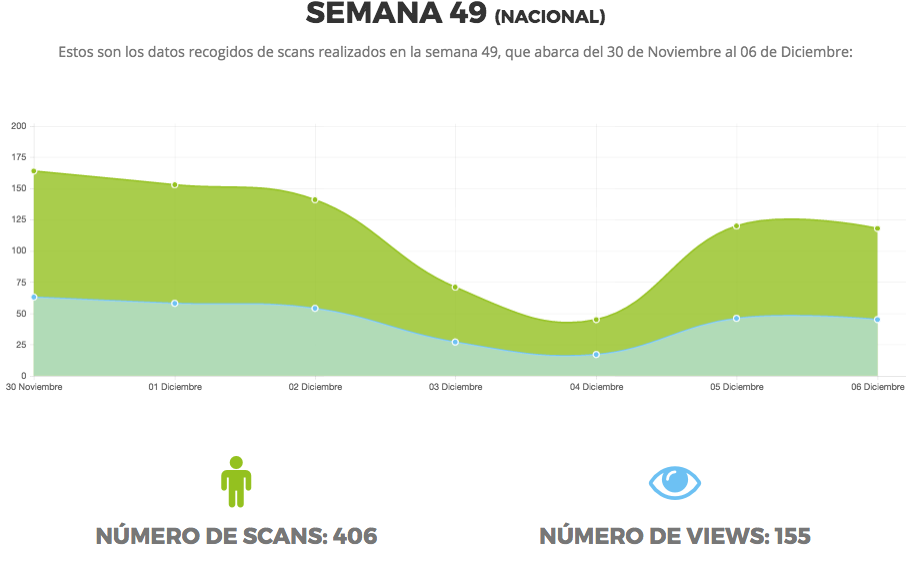 SEMANA 49 (NACIONAL)
Estos son los datos recogidos de scans realizados en la semana 49, que abarca del 30 de Noviembre al 06 de Diciembre:
200
175
150
125
100
75
50
25
0
30 Noviembre 01 Diciembre 02 Diciembre 03 Diciembre 04 Diciembre 05 Diciembre 06 Diciembre
NÚMERO DE SCANS: 406 NÚMERO DE VIEWS: 155